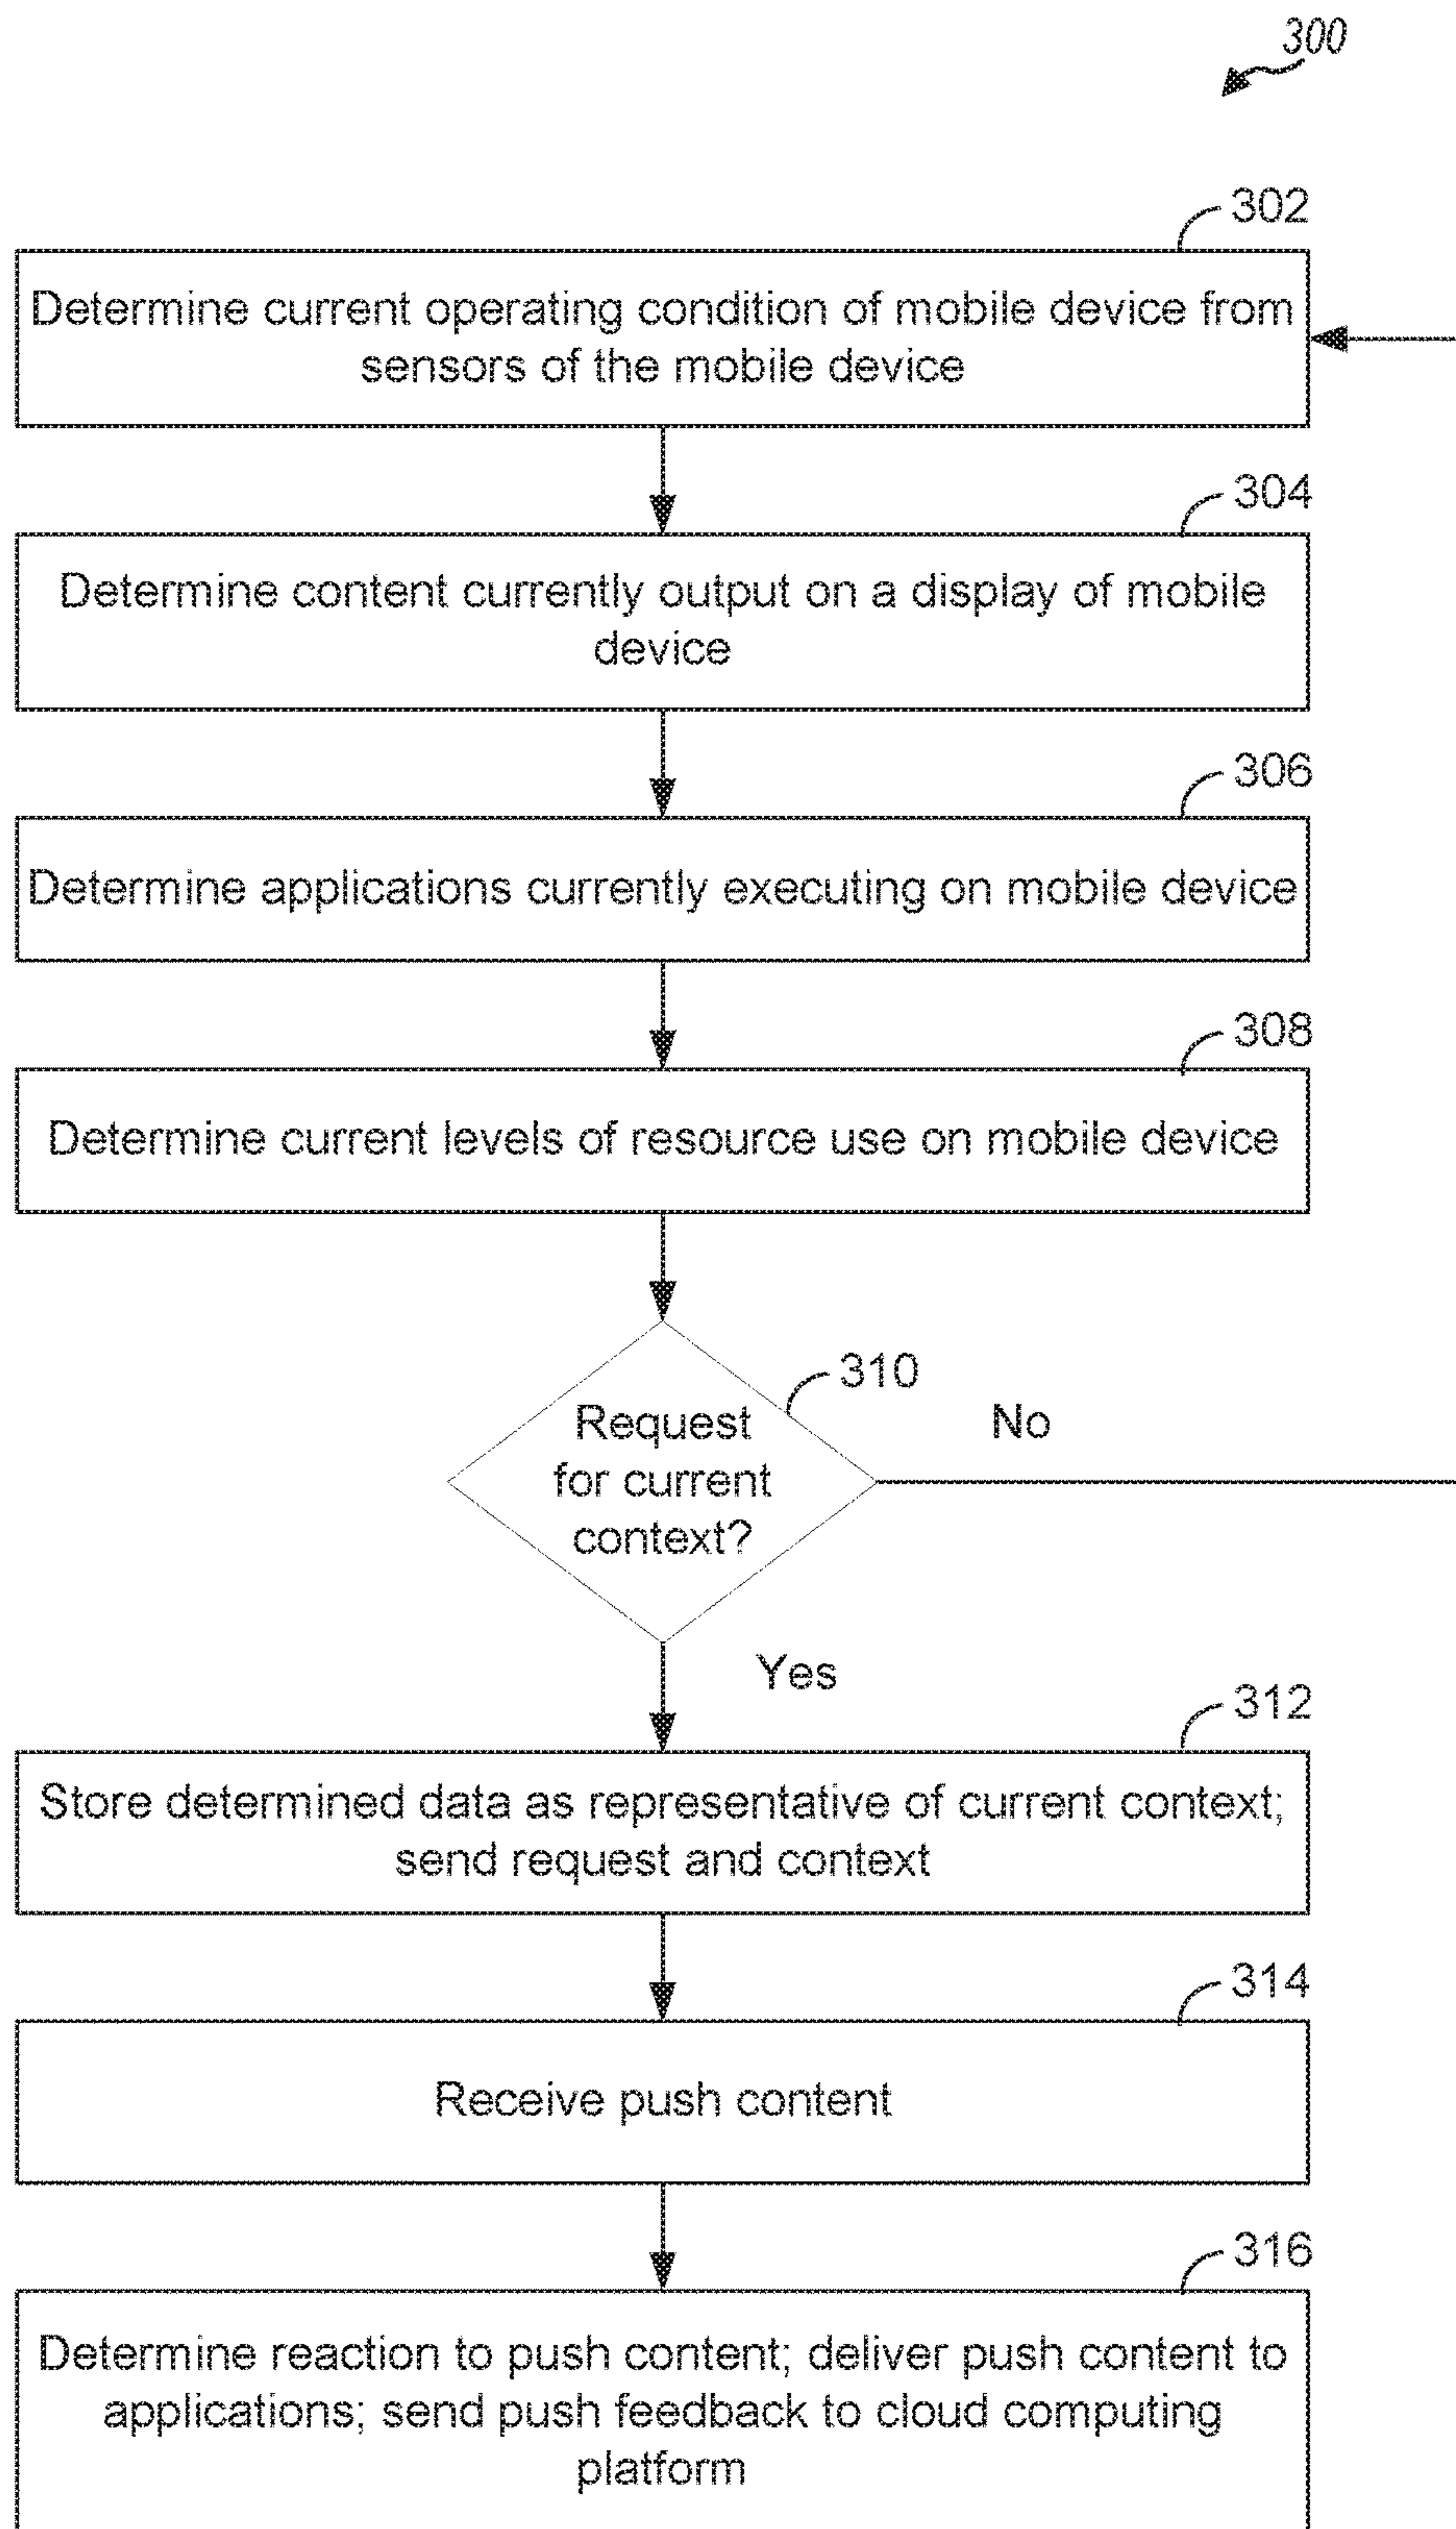 300
302
Determine current operating condition of mobile device from
sensors of the mobile device
304
Determine content currently output on a display of mobile
device
306
Determine applications currently executing on mobile device
308
Determine current levels of resource use on mobile device
310
Request
for current
context?
No
Yes
312
Store determined data as representative of current context;
send request and context
314
Receive push content
316
Determine reaction to push content; deliver push content to
applications; send push feedback to cloud computing
platform